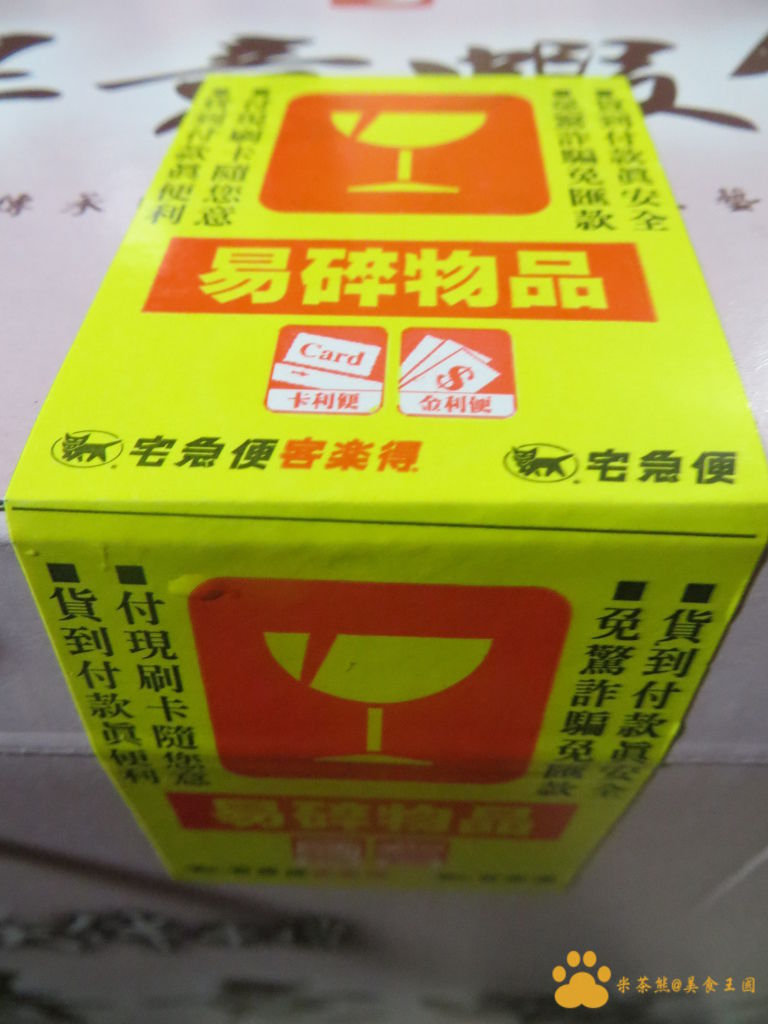 貨到付款真便利
付現刷卡隨您意
免驚詐騙免匯款
貨到付款真安全
易碎物品
Card
$
卡利便
金利便
宅急便客楽得
宅急便
貨到付款真便利
付現刷卡隨您意
免驚詐騙免匯款
貨到付款真安全
易碎物品
米茶熊@美食王國